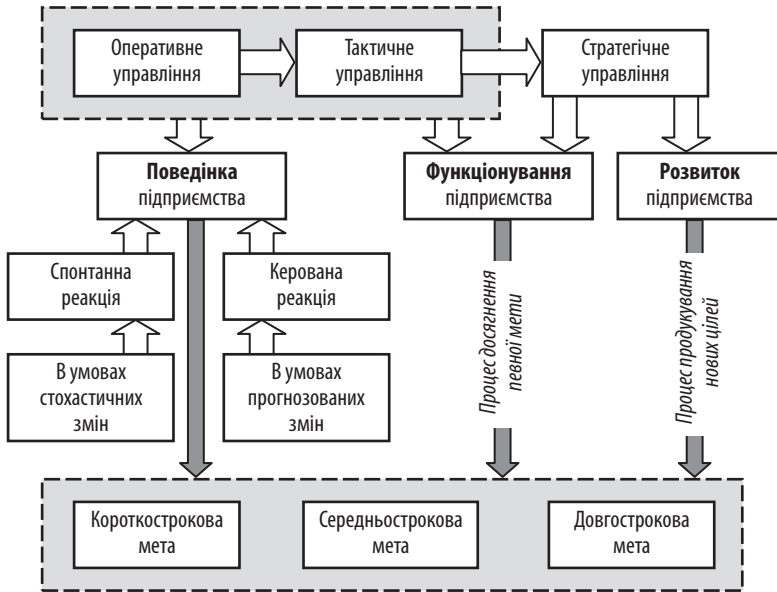 Оперативне
управління
Тактичне
управління
Стратегічне
управління
Поведінка
підприємства
Функціонування
підприємства
Розвиток
підприємства
Спонтанна
реакція
Керована
реакція
В умовах
стохастичних
змін
В умовах
прогнозованих
змін
Процес досягнення
певної мети
Процес продукування
нових цілей
Короткострокова
мета
Середньострокова
мета
Довгострокова
мета